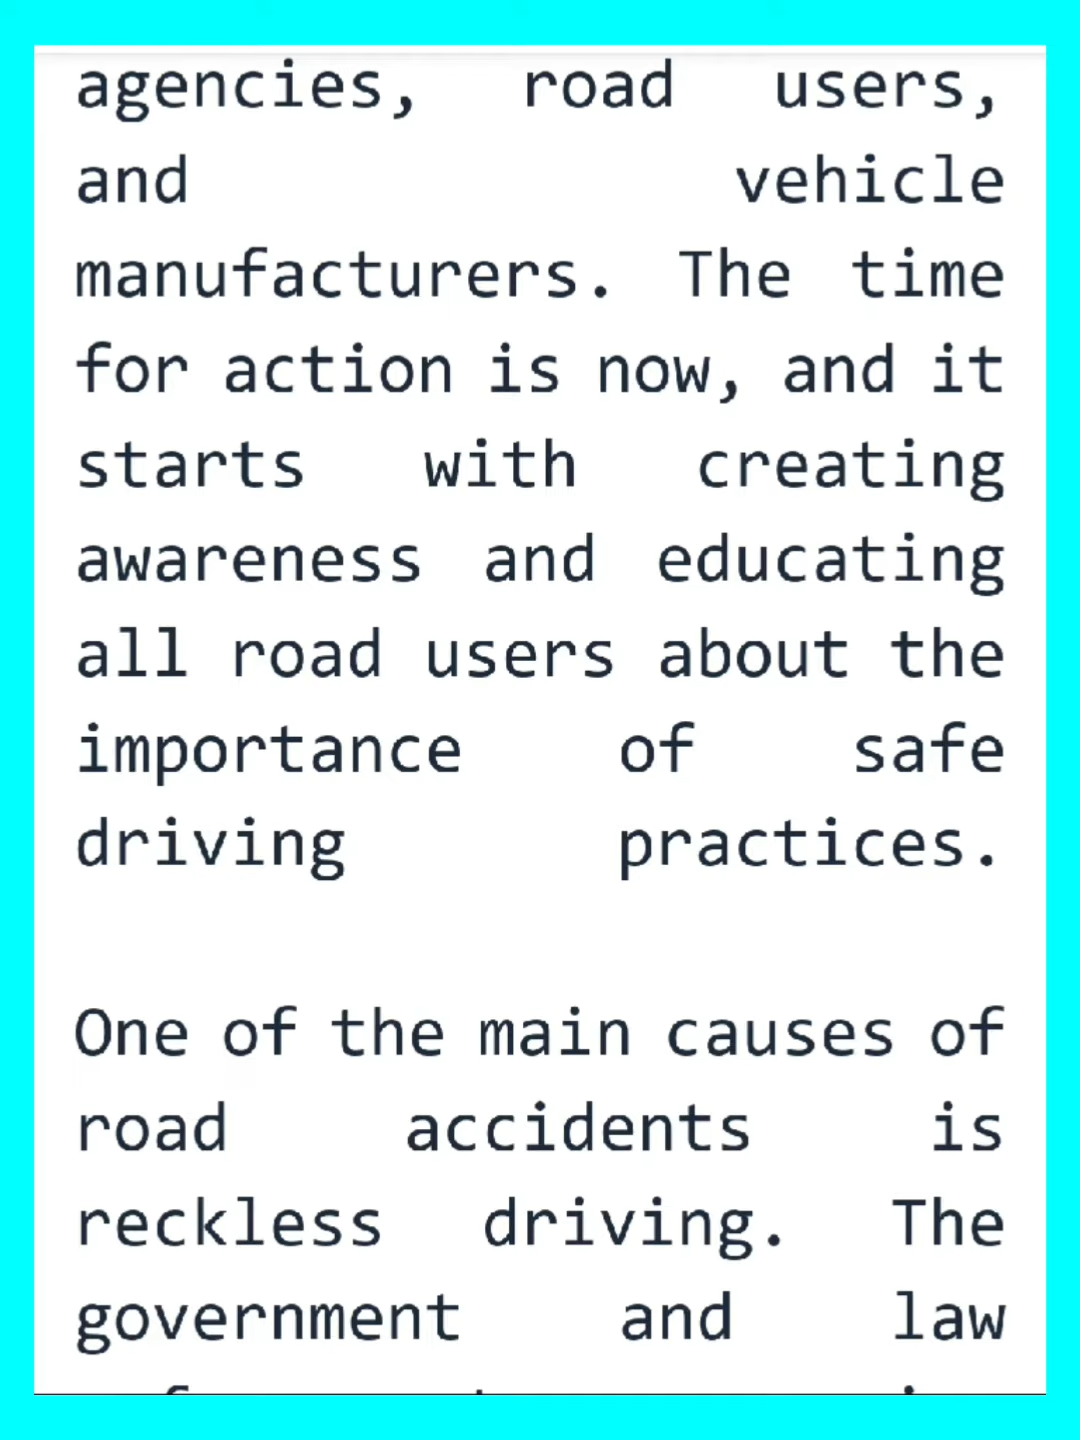 agencies, road users,
and vehicle
manufacturers. The time
for action is now, and it
starts with creating
awareness and educating
all road users about the
importance of safe
driving practices.
One of the main causes of
road accidents is
reckless driving. The
government and law